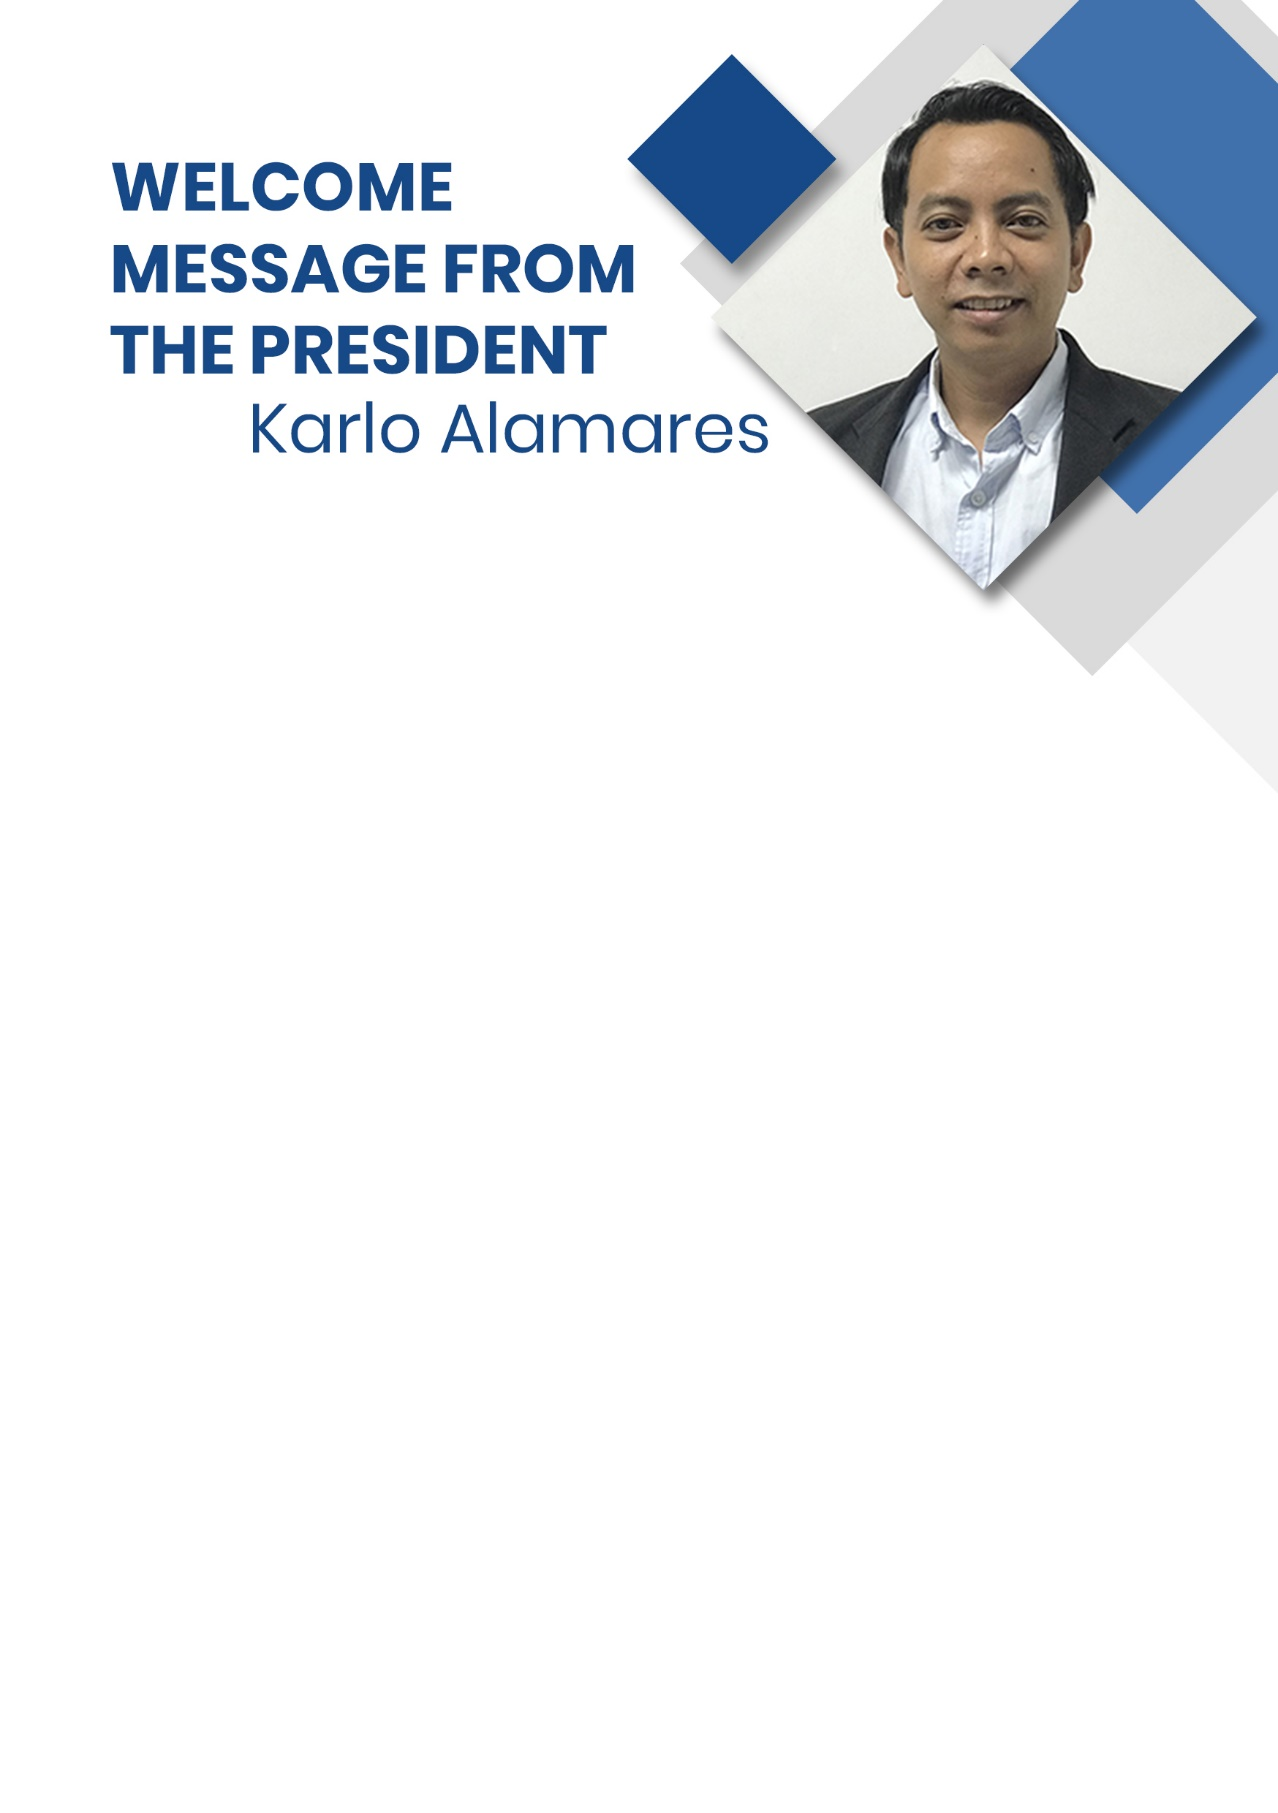 WELCOME
MESSAGE FROM
THE PRESIDENT
Karlo Alamares